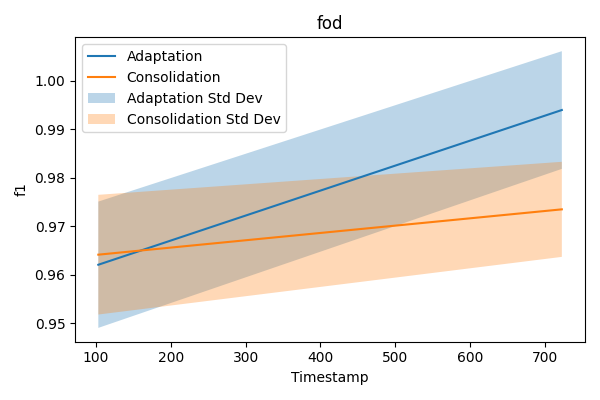 fod
Adaptation
Consolidation
Adaptation Std Dev
Consolidation Std Dev
1.00
0.99
0.98
0.97
0.96
0.95
f1
100 200 300 400 500 600 700
Timestamp